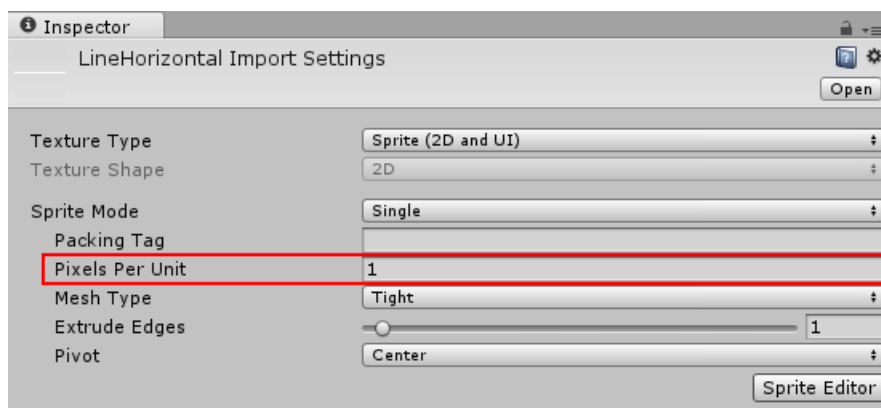 Inspector
LineHorizontal Import Settings
Open
Texture Type Sprite (2D and UI)
Texture Shape 2D
Sprite Mode Single
Packing Tag
Pixels Per Unit 1
Mesh Type Tight
Extrude Edges 1
Pivot Center
Sprite Editor